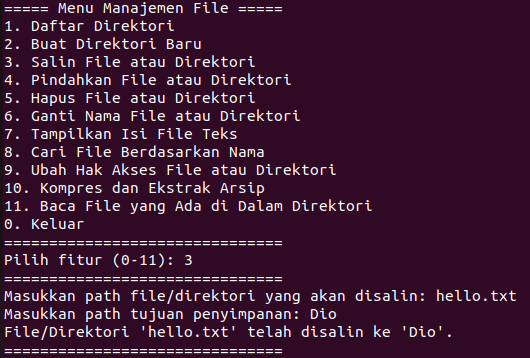 ===== Menu Manajemen File =====
1. Daftar Direktori
2. Buat Direktori Baru
3. Salin File atau Direktori
4. Pindahkan File atau Direktori
5. Hapus File atau Direktori
6. Ganti Nama File atau Direktori
7. Tampilkan Isi File Teks
8. Cari File Berdasarkan Nama
9. Ubah Hak Akses File atau Direktori
10. Kompres dan Ekstrak Arsip
11. Baca File yang Ada di Dalam Direktori
0. Keluar
===============================
Pilih fitur (0-11): 3
===============================
Masukkan path file/direktori yang akan disalin: hello.txt
Masukkan path tujuan penyimpanan: Dio
File/Direktori 'hello.txt' telah disalin ke 'Dio'.
===============================